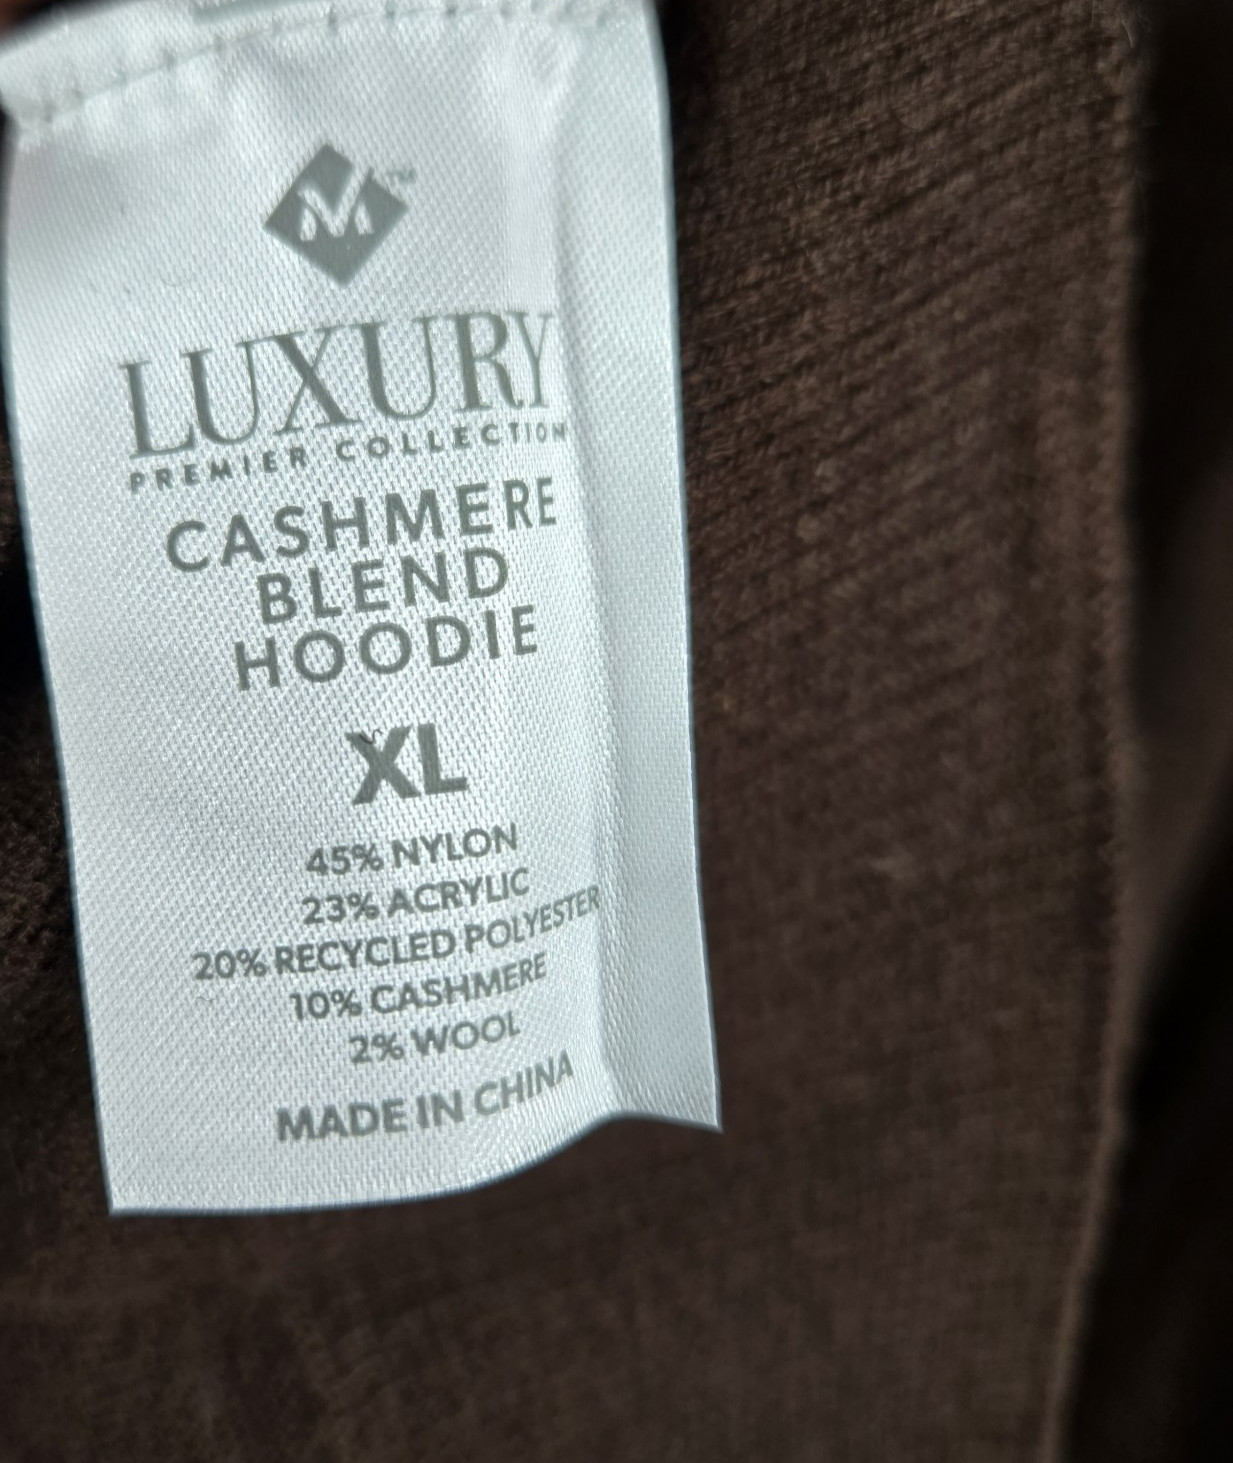 M™
LUXURY
PREMIER COLLECTION
CASHMERE
BLEND
HOODIE
XL
45% NYLON
23% ACRYLIC
20% RECYCLED POLYESTER
10% CASHMERE
2% WOOL
MADE IN CHINA